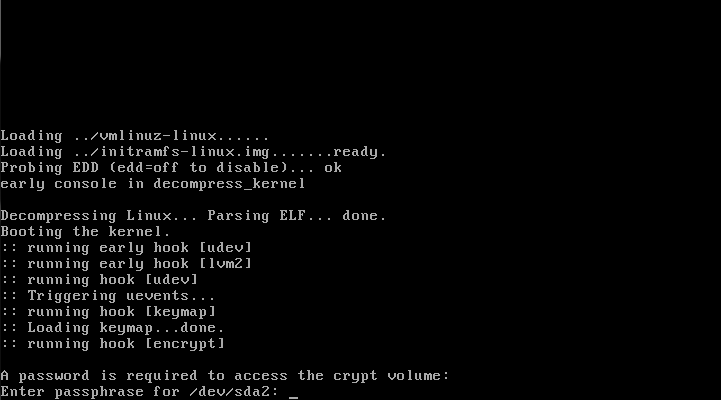 Loading ../vmlinuz-linux......
Loading ../initramfs-linux.img.......ready.
Probing EDD (edd=off to disable)... ok
early console in decompress_kernel
Decompressing Linux... Parsing ELF... done.
Booting the kernel.
:: running early hook [udev]
:: running early hook [lvm2]
:: running hook [udev]
:: Triggering uevents...
:: running hook [keymap]
:: Loading keymap...done.
:: running hook [encrypt]
A password is required to access the crypt volume:
Enter passphrase for /dev/sda2: _